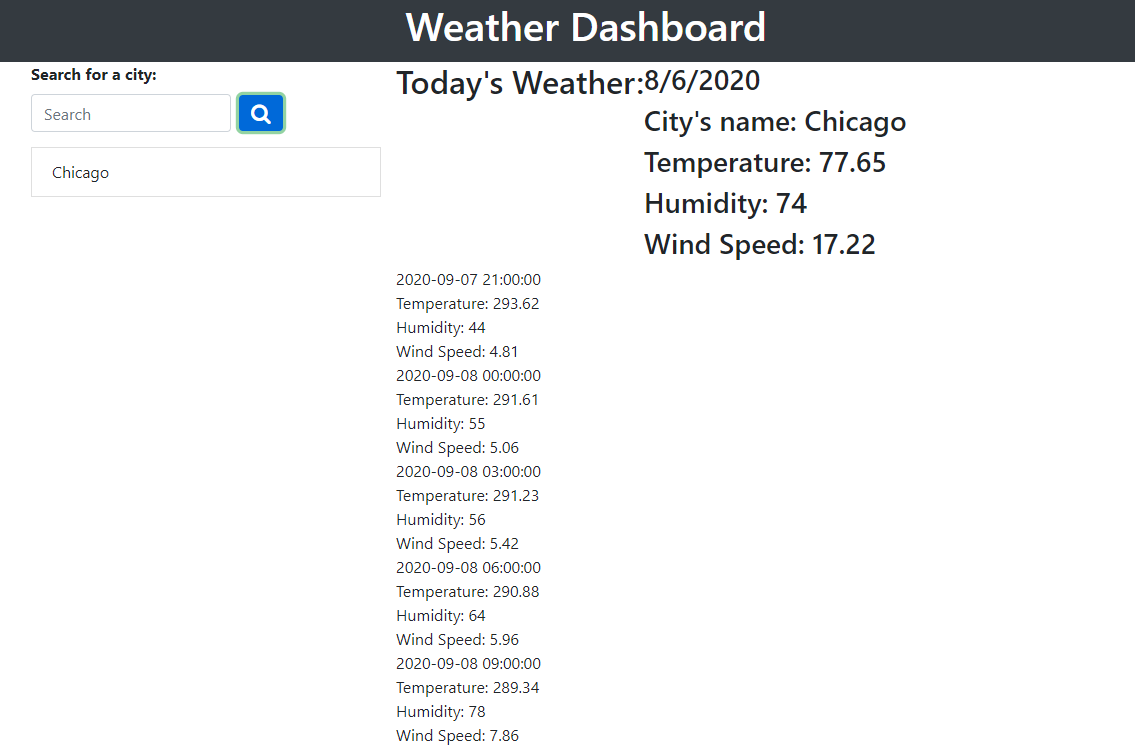 Weather Dashboard
Search for a city:
Search
Chicago
Today's Weather:
8/6/2020
City's name: Chicago
Temperature: 77.65
Humidity: 74
Wind Speed: 17.22
2020-09-07 21:00:00
Temperature: 293.62
Humidity: 44
Wind Speed: 4.81
2020-09-08 00:00:00
Temperature: 291.61
Humidity: 55
Wind Speed: 5.06
2020-09-08 03:00:00
Temperature: 291.23
Humidity: 56
Wind Speed: 5.42
2020-09-08 06:00:00
Temperature: 290.88
Humidity: 64
Wind Speed: 5.96
2020-09-08 09:00:00
Temperature: 289.34
Humidity: 78
Wind Speed: 7.86